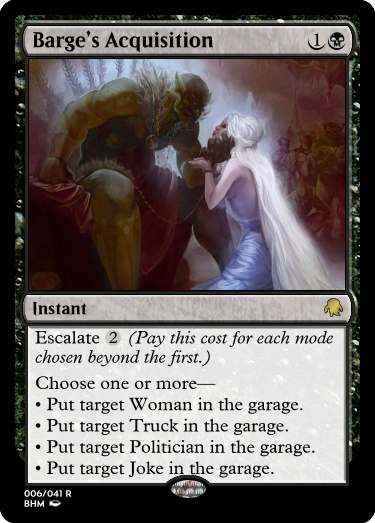 Barge's Acquisition 1
Instant
Escalate 2 (Pay this cost for each mode
chosen beyond the first.)
Choose one or more—
• Put target Woman in the garage.
• Put target Truck in the garage.
• Put target Politician in the garage.
• Put target Joke in the garage.
006/041 R
BHM